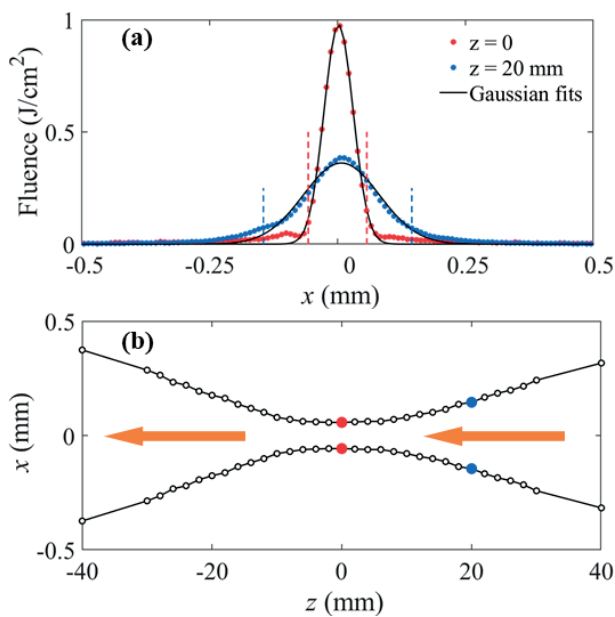 (a)
z = 0
z = 20 mm
Gaussian fits
Fluence (J/cm²)
1
0.5
0
-0.5
-0.25
0
0.25
0.5
x (mm)
(b)
x (mm)
0.5
0
-0.5
-40
-20
0
20
40
z (mm)